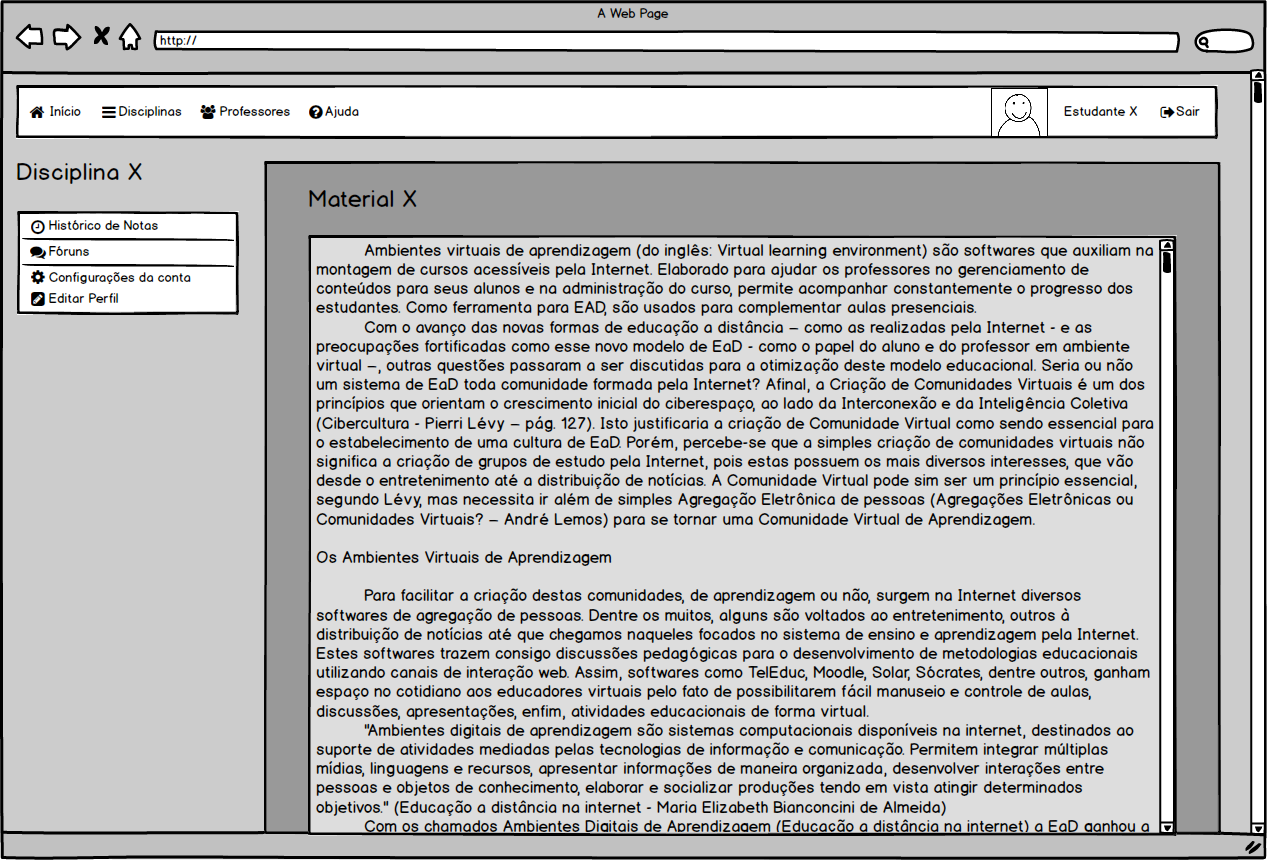 A Web Page
http://
Início Disciplinas Professores Ajuda Estudante X Sair
Disciplina X
Histórico de Notas
Fóruns
Configurações da conta
Editar Perfil
Material X
Ambientes virtuais de aprendizagem (do inglês: Virtual learning environment) são softwares que auxiliam na
montagem de cursos acessíveis pela Internet. Elaborado para ajudar os professores no gerenciamento de
conteúdos para seus alunos e na administração do curso, permite acompanhar constantemente o progresso dos
estudantes. Como ferramenta para EAD, são usados para complementar aulas presenciais.
Com o avanço das novas formas de educação a distância – como as realizadas pela Internet - e as
preocupações fortificadas como esse novo modelo de EaD - como o papel do aluno e do professor em ambiente
virtual –, outras questões passaram a ser discutidas para a otimização deste modelo educacional. Seria ou não
um sistema de EaD toda comunidade formada pela Internet? Afinal, a Criação de Comunidades Virtuais é um dos
princípios que orientam o crescimento inicial do ciberespaço, ao lado da Interconexão e da Inteligência Coletiva
(Cibercultura - Pierri Lévy – pág. 127). Isto justificaria a criação de Comunidade Virtual como sendo essencial para
o estabelecimento de uma cultura de EaD. Porém, percebe-se que a simples criação de comunidades virtuais não
significa a criação de grupos de estudo pela Internet, pois estas possuem os mais diversos interesses, que vão
desde o entretenimento até a distribuição de notícias. A Comunidade Virtual pode sim ser um princípio essencial,
segundo Lévy, mas necessita ir além de simples Agregação Eletrônica de pessoas (Agregações Eletrônicas ou
Comunidades Virtuais? – André Lemos) para se tornar uma Comunidade Virtual de Aprendizagem.
Os Ambientes Virtuais de Aprendizagem
Para facilitar a criação destas comunidades, de aprendizagem ou não, surgem na Internet diversos
softwares de agregação de pessoas. Dentre os muitos, alguns são voltados ao entretenimento, outros à
distribuição de notícias até que chegamos naqueles focados no sistema de ensino e aprendizagem pela Internet.
Estes softwares trazem consigo discussões pedagógicas para o desenvolvimento de metodologias educacionais
utilizando canais de interação web. Assim, softwares como TelEduc, Moodle, Solar, Sócrates, dentre outros, ganham
espaço no cotidiano aos educadores virtuais pelo fato de possibilitarem fácil manuseio e controle de aulas,
discussões, apresentações, enfim, atividades educacionais de forma virtual.
"Ambientes digitais de aprendizagem são sistemas computacionais disponíveis na internet, destinados ao
suporte de atividades mediadas pelas tecnologias de informação e comunicação. Permitem integrar múltiplas
mídias, linguagens e recursos, apresentar informações de maneira organizada, desenvolver interações entre
pessoas e objetos de conhecimento, elaborar e socializar produções tendo em vista atingir determinados
objetivos." (Educação a distância na internet - Maria Elizabeth Bianconcini de Almeida)
Com os chamados Ambientes Digitais de Aprendizagem (Educação a distância na internet) a EaD ganhou a